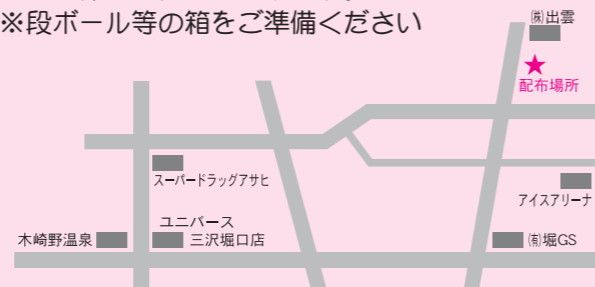 ※段ボール等の箱をご準備ください
㈱出雲
★
配布場所
スーパードラッグアサヒ
アイスアリーナ
ユニバース
三沢堀口店
木崎野温泉
㈲堀GS